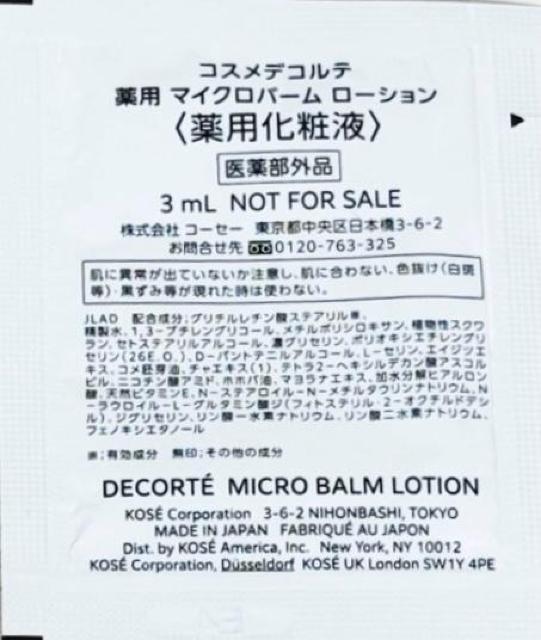 コスメデコルテ
薬用 マイクロバーム ローション
〈薬用化粧液〉
医薬部外品
3 mL NOT FOR SALE
株式会社 コーセー 東京都中央区日本橋3-6-2
お問合せ先 0120-763-325
肌に異常が出ていないか注意し、肌に合わない、色抜け(白斑
等)・黒ずみ等が現れた時は使わない。
JLAD 配合成分:グリチルレチン酸ステアリル※、
精製水、1,3-ブチレングリコール、メチルポリシロキサン、植物性スクワ
ラン、セトステアリルアルコール、濃グリセリン、ポリオキシエチレングリ
セリン(26E.O.)、D-パントテニルアルコール、L-セリン、エイジツエ
キス、コメ胚芽油、チャエキス(1)、テトラ2-ヘキシルデカン酸アスコル
ビル、ニコチン酸アミド、ホホバ油、マヨラナエキス、加水分解ヒアルロン
酸、天然ビタミンE、N-ステアロイル-N-メチルタウリンナトリウム、N
-ラウロイル-L-グルタミン酸ジ(フィトステリル・2-オクチルドデシ
ル)、ジグリセリン、リン酸一水素ナトリウム、リン酸二水素ナトリウム、
フェノキシエタノール
※:有効成分 無印:その他の成分
DECORTÉ MICRO BALM LOTION
KOSÉ Corporation 3-6-2 NIHONBASHI, TOKYO
MADE IN JAPAN FABRIQUÉ AU JAPON
Dist. by KOSÉ America, Inc. New York, NY 10012
KOSÉ Corporation, Düsseldorf KOSÉ UK London SW1Y 4PE